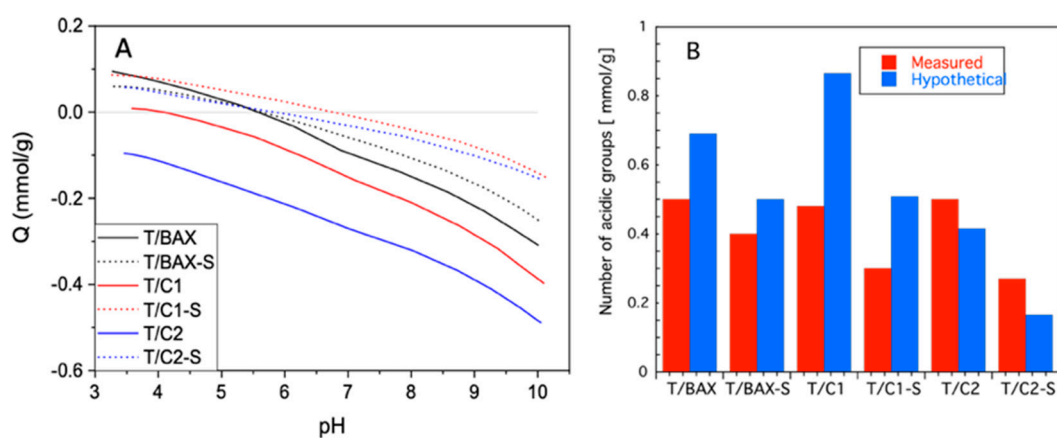 A
Q (mmol/g)
0.2
0.0
-0.2
-0.4
-0.6
T/BAX
T/BAX-S
T/C1
T/C1-S
T/C2
T/C2-S
3 4 5 6 7 8 9 10
pH
B
Number of acidic groups [ mmol/g]
1
0.8
0.6
0.4
0.2
0
Measured
Hypothetical
T/BAX T/BAX-S T/C1 T/C1-S T/C2 T/C2-S